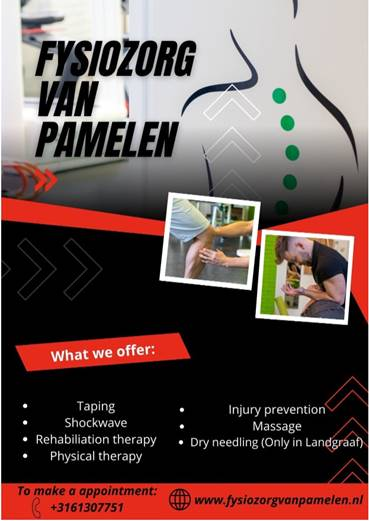 FYSIOZORG
VAN
PAMELEN
What we offer:
Taping
Shockwave
Rehabiliation therapy
Physical therapy
Injury prevention
Massage
Dry needling (Only in Landgraaf)
To make a appointment:
+3161307751
www.fysiozorgvanpamelen.nl